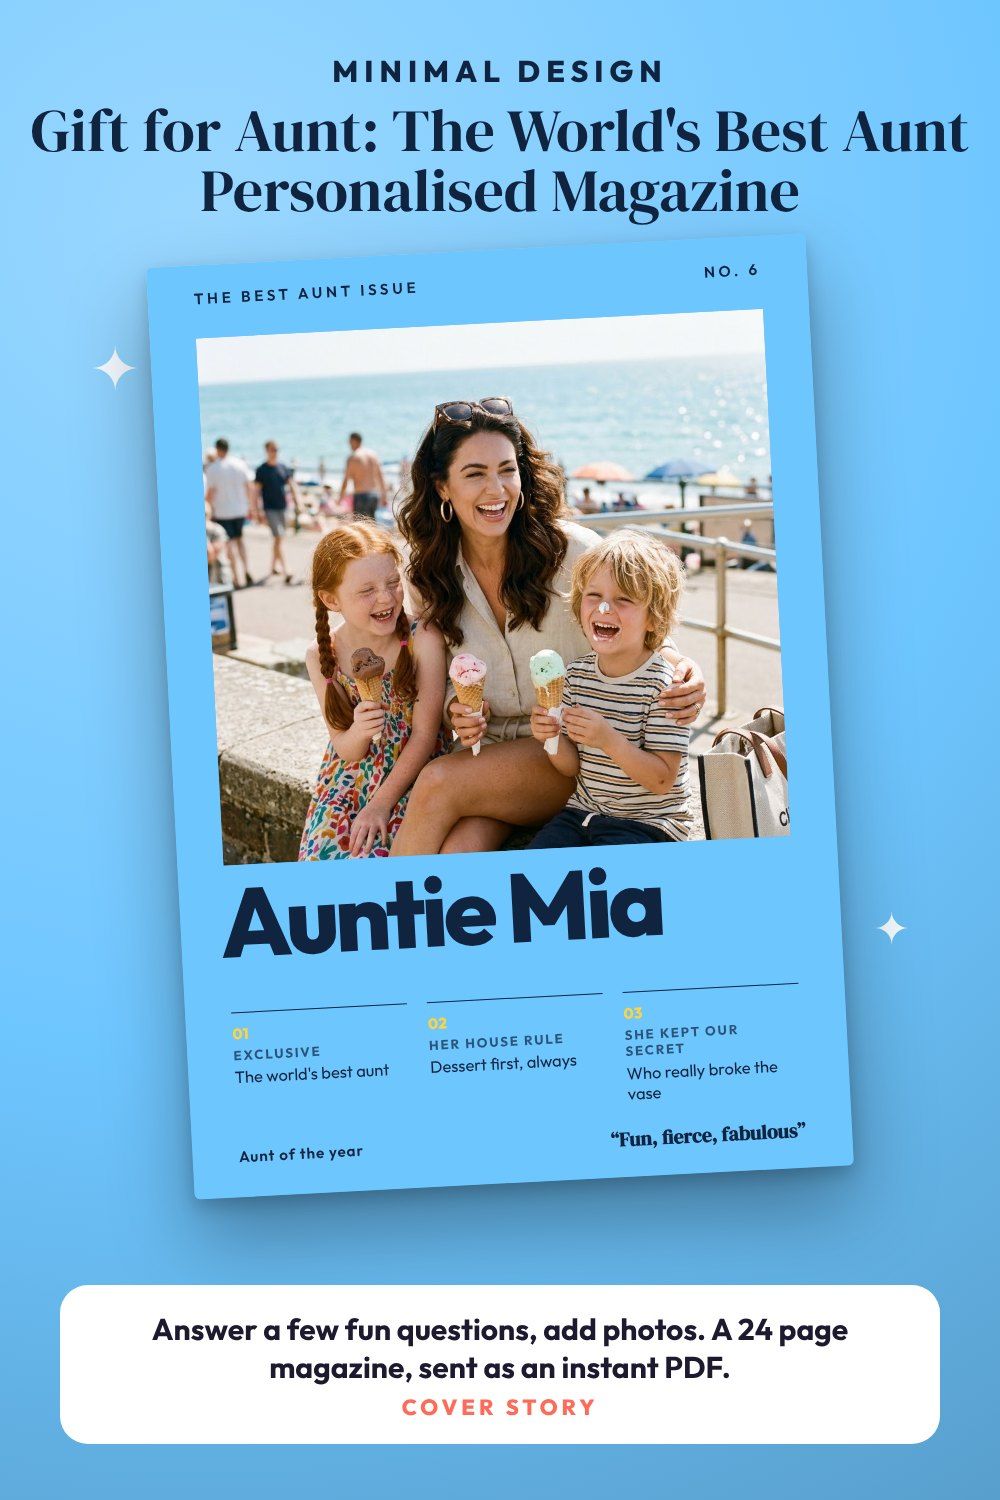 MINIMAL DESIGN
Gift for Aunt: The World's Best Aunt
Personalised Magazine
THE BEST AUNT ISSUE
NO. 6
Auntie Mia
01
EXCLUSIVE
The world's best aunt
02
HER HOUSE RULE
Dessert first, always
03
SHE KEPT OUR
SECRET
Who really broke the
vase
Aunt of the year
“Fun, fierce, fabulous”
Answer a few fun questions, add photos. A 24 page
magazine, sent as an instant PDF.
COVER STORY